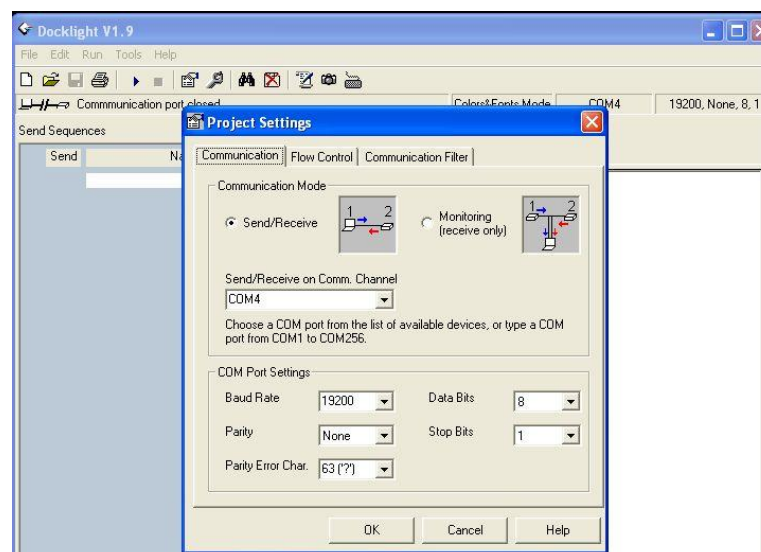 Docklight V1.9
File Edit Run Tools Help
Commmunication port closed
Colors&Fonts Mode
COM4
19200, None, 8, 1
Send Sequences
Send
Na
Project Settings
Communication
Flow Control
Communication Filter
Communication Mode
Send/Receive
1 2
Monitoring
(receive only)
1 2
Send/Receive on Comm. Channel
COM4
Choose a COM port from the list of available devices, or type a COM
port from COM1 to COM256.
COM Port Settings
Baud Rate 19200 Data Bits 8
Parity None Stop Bits 1
Parity Error Char. 63 ('?')
OK Cancel Help